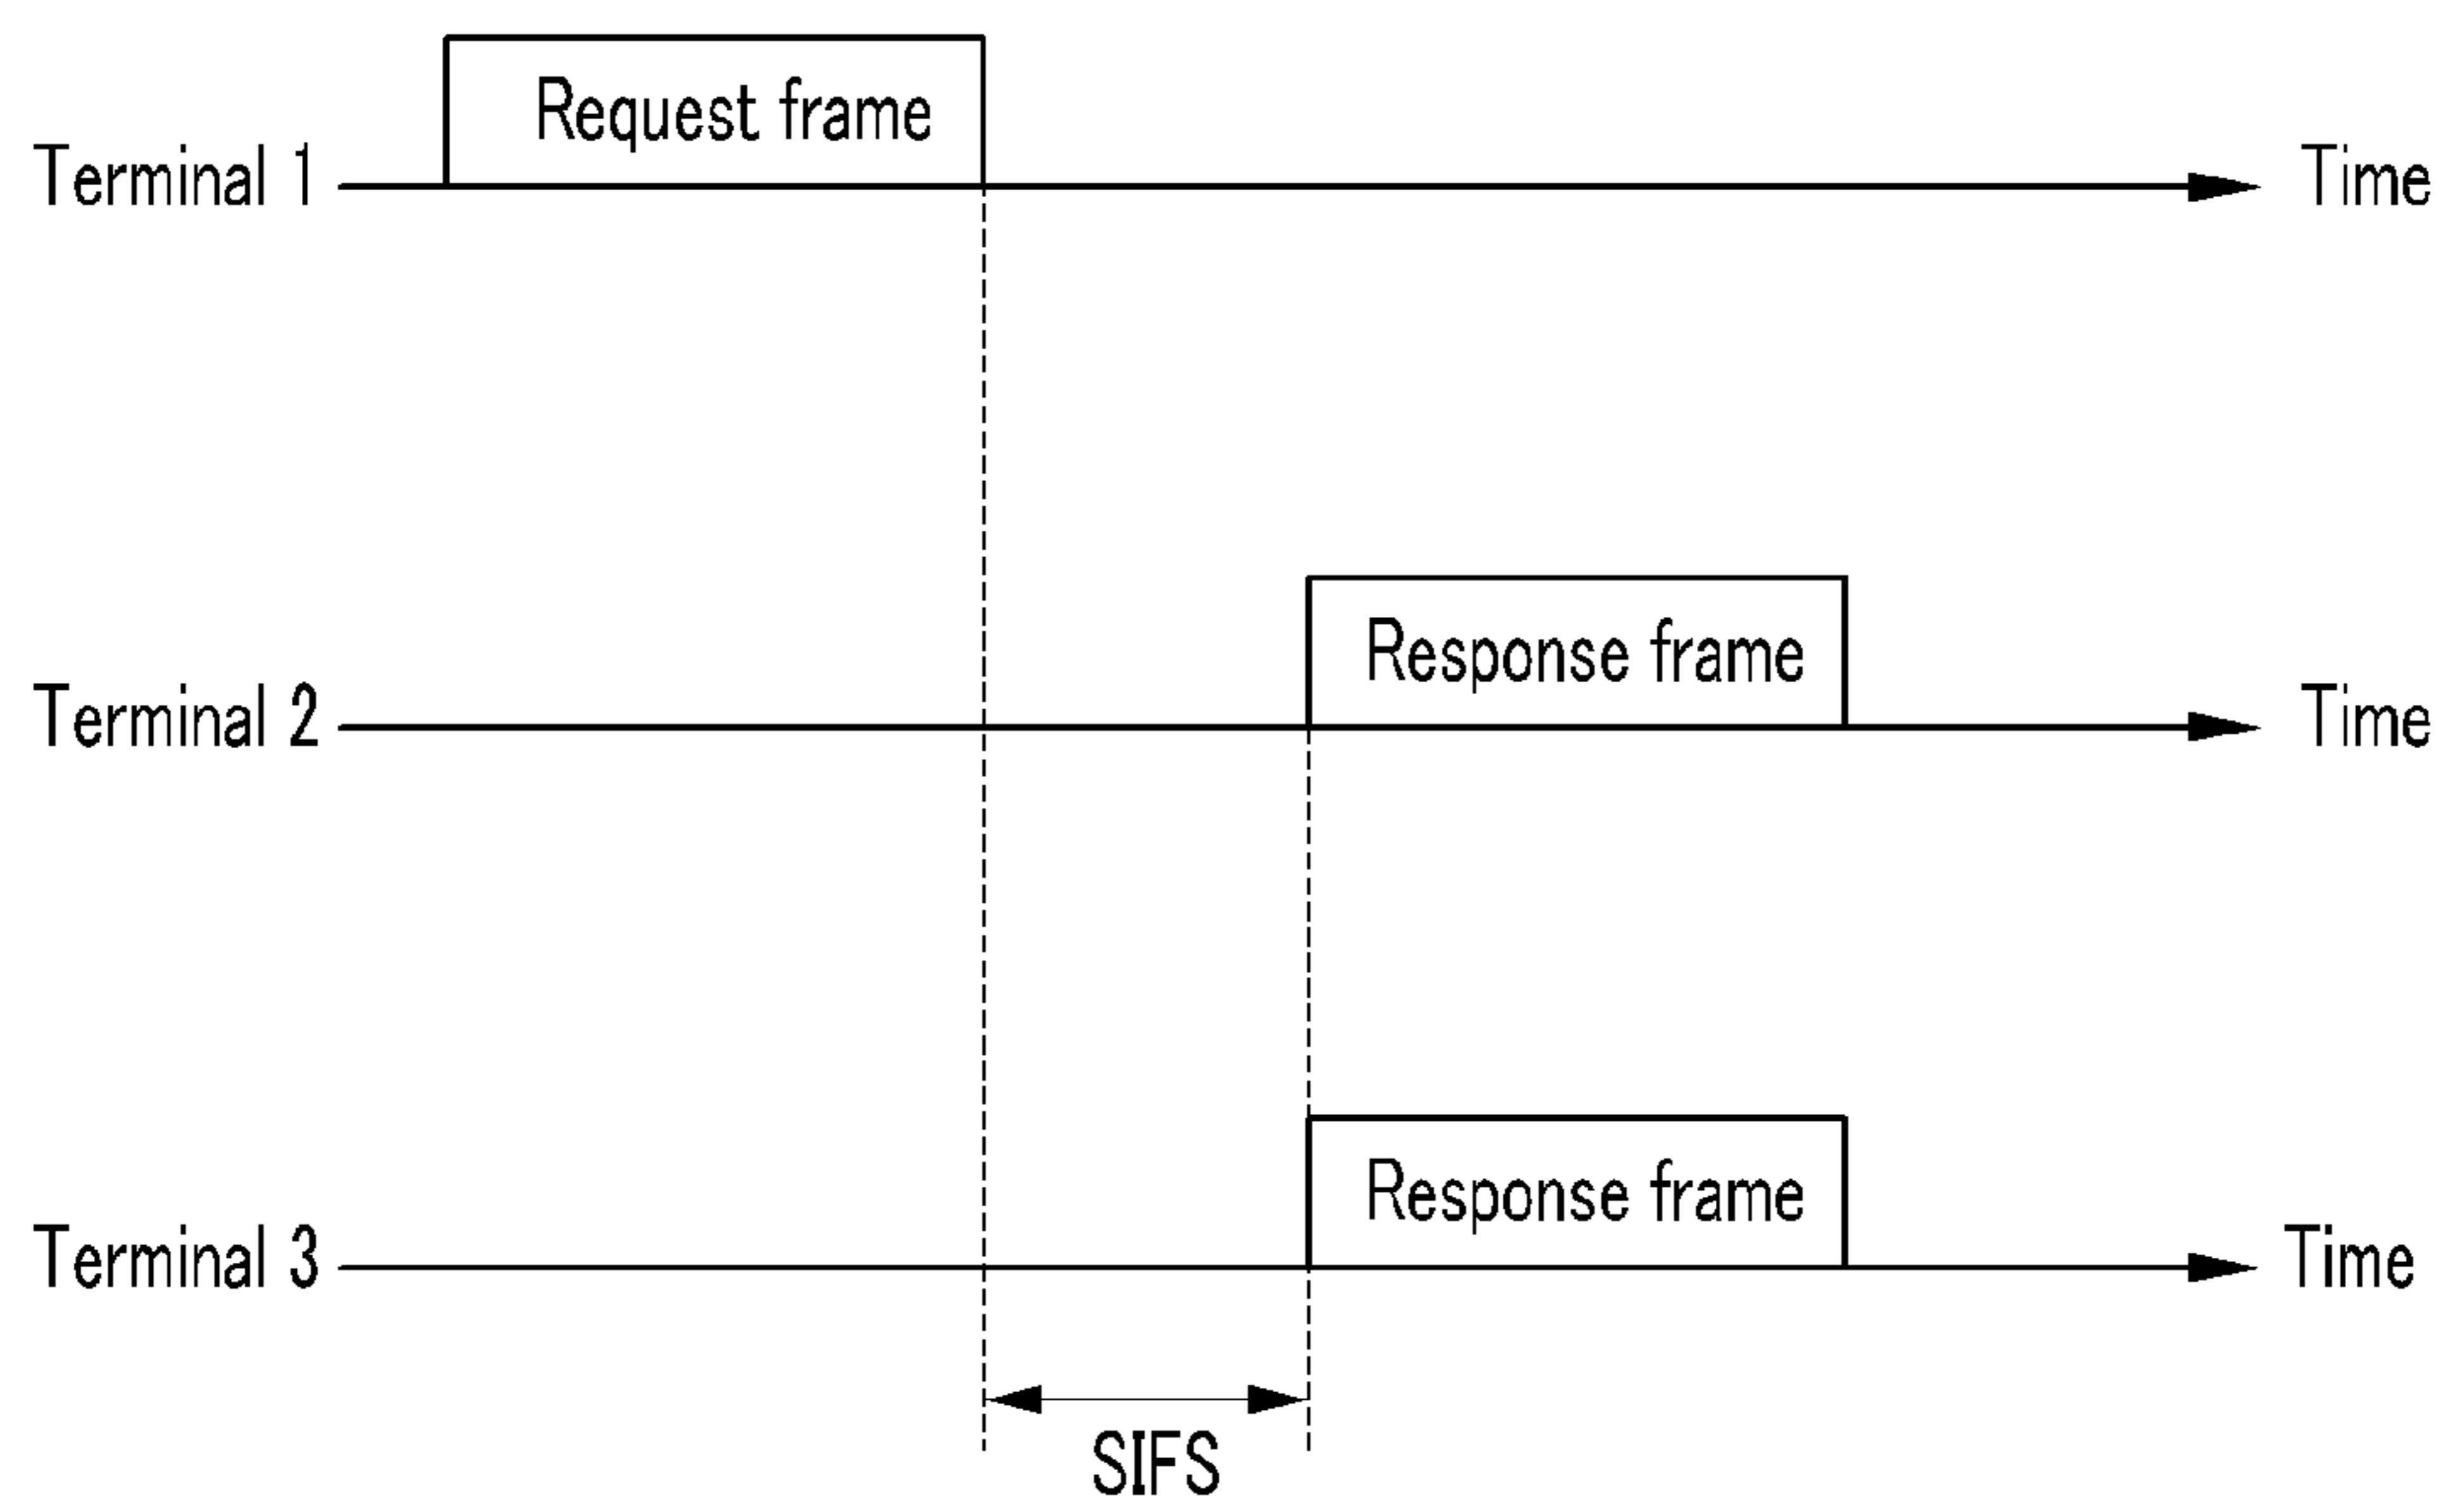 Request frame
Terminal 1
Time
Response frame
Terminal 2
Time
Response frame
Terminal 3
Time
SIFS